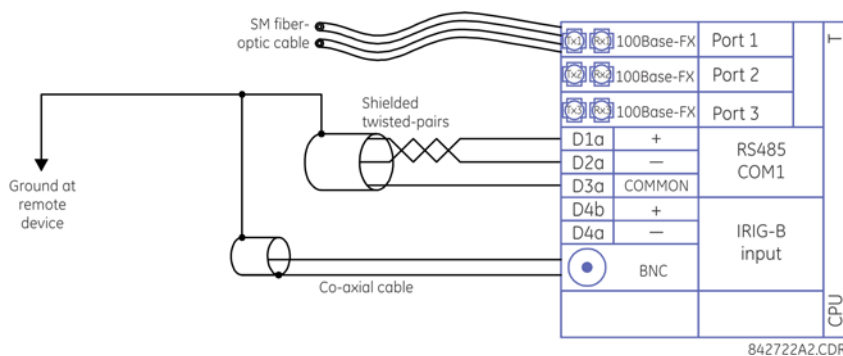 SM fiber-
optic cable
Tx1 Rx1 100Base-FX Port 1
Tx2 Rx2 100Base-FX Port 2
Tx3 Rx3 100Base-FX Port 3
T
Shielded
twisted-pairs
D1a +
D2a —
D3a COMMON
RS485
COM1
Ground at
remote
device
D4b +
D4a —
BNC
IRIG-B
input
Co-axial cable
CPU
842722A2.CDR